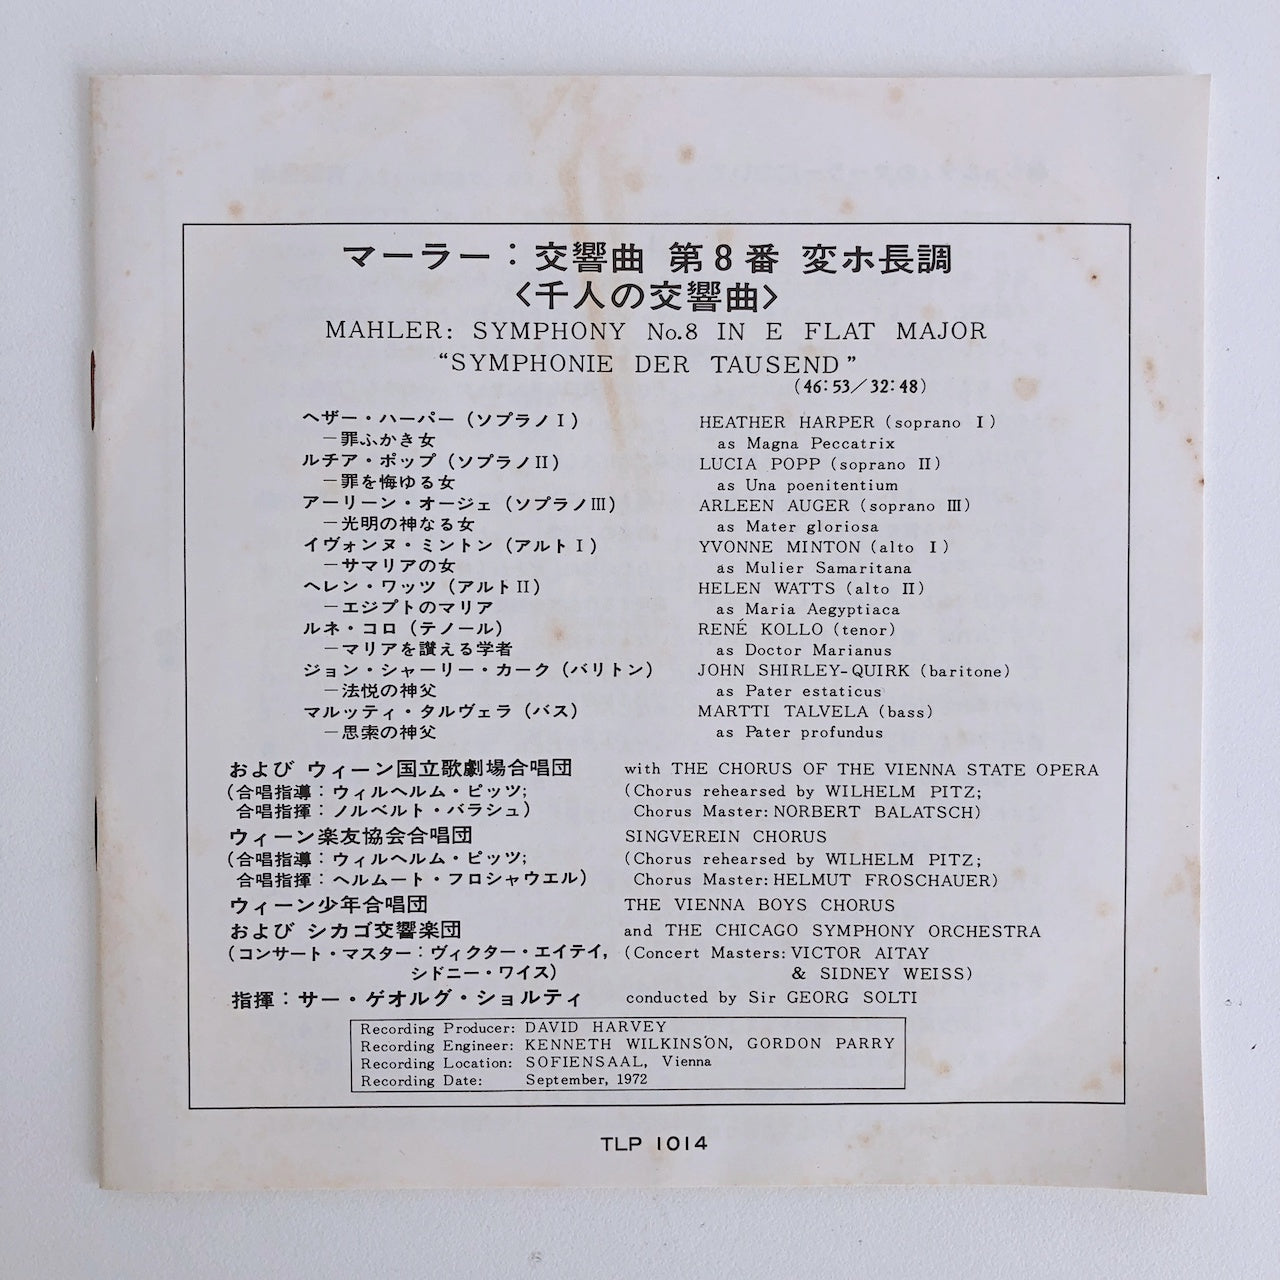 マーラー：交響曲 第8番 変ホ長調
〈千人の交響曲〉
MAHLER: SYMPHONY No.8 IN E FLAT MAJOR
“SYMPHONIE DER TAUSEND”
(46:53／32:48)
ヘザー・ハーパー（ソプラノⅠ） HEATHER HARPER (soprano Ⅰ)
―罪ふかき女 as Magna Peccatrix
ルチア・ポップ（ソプラノⅡ） LUCIA POPP (soprano Ⅱ)
―罪を悔ゆる女 as Una poenitentium
アーリーン・オージェ（ソプラノⅢ） ARLEEN AUGER (soprano Ⅲ)
―光明の神なる女 as Mater gloriosa
イヴォンヌ・ミントン（アルトⅠ） YVONNE MINTON (alto Ⅰ)
―サマリアの女 as Mulier Samaritana
ヘレン・ワッツ（アルトⅡ） HELEN WATTS (alto Ⅱ)
―エジプトのマリア as Maria Aegyptiaca
ルネ・コロ（テノール） RENÉ KOLLO (tenor)
―マリアを讃える学者 as Doctor Marianus
ジョン・シャーリー・カーク（バリトン） JOHN SHIRLEY-QUIRK (baritone)
―法悦の神父 as Pater estaticus
マルッティ・タルヴェラ（バス） MARTTI TALVELA (bass)
―思索の神父 as Pater profundus
および ウィーン国立歌劇場合唱団 with THE CHORUS OF THE VIENNA STATE OPERA
（合唱指導：ウィルヘルム・ピッツ; (Chorus rehearsed by WILHELM PITZ;
合唱指揮：ノルベルト・バラシュ） Chorus Master: NORBERT BALATSCH)
ウィーン楽友協会合唱団 SINGVEREIN CHORUS
（合唱指導：ウィルヘルム・ピッツ; (Chorus rehearsed by WILHELM PITZ;
合唱指揮：ヘルムート・フロシャウエル） Chorus Master: HELMUT FROSCHAUER)
ウィーン少年合唱団 THE VIENNA BOYS CHORUS
および シカゴ交響楽団 and THE CHICAGO SYMPHONY ORCHESTRA
（コンサート・マスター：ヴィクター・エイテイ, (Concert Masters: VICTOR AITAY
シドニー・ワイス） & SIDNEY WEISS)
指揮：サー・ゲオルグ・ショルティ conducted by Sir GEORG SOLTI
Recording Producer: DAVID HARVEY
Recording Engineer: KENNETH WILKINSON, GORDON PARRY
Recording Location: SOFIENSAAL, Vienna
Recording Date: September, 1972
TLP 1014